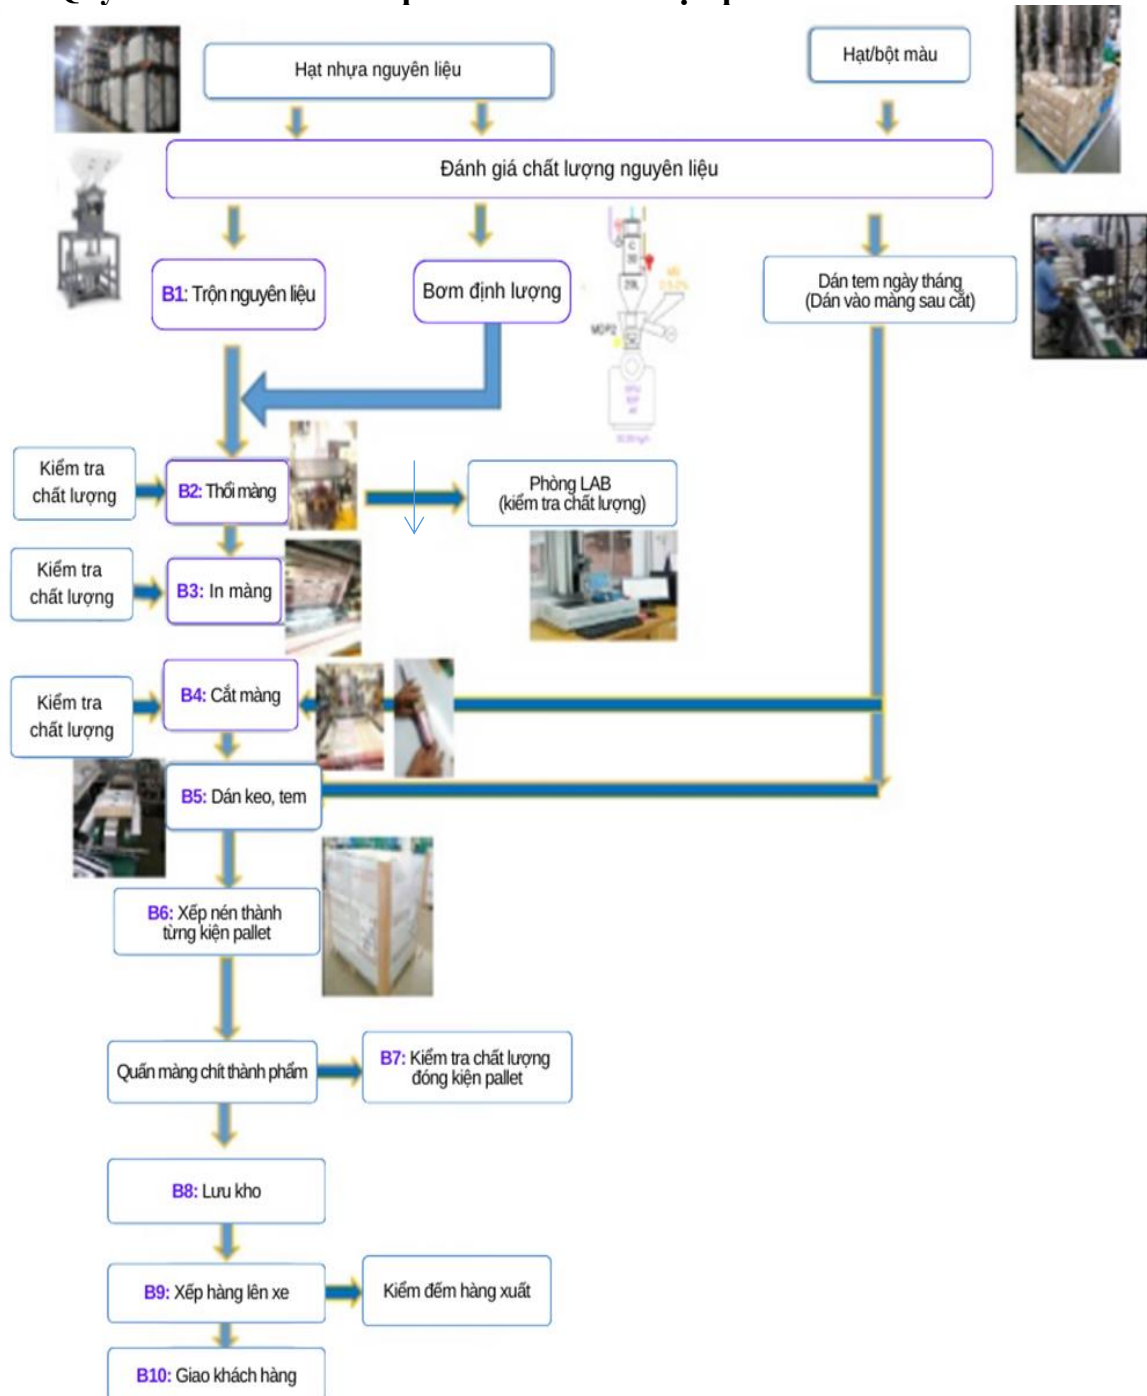 Hạt nhựa nguyên liệu
Hạt/bột màu
Đánh giá chất lượng nguyên liệu
B1: Trộn nguyên liệu
Bơm định lượng
Dán tem ngày tháng
(Dán vào màng sau cắt)
C
20L
MDP2
Kiểm tra
chất lượng
B2: Thổi màng
Phòng LAB
(kiểm tra chất lượng)
Kiểm tra
chất lượng
B3: In màng
Kiểm tra
chất lượng
B4: Cắt màng
B5: Dán keo, tem
B6: Xếp nén thành
từng kiện pallet
Quấn màng chít thành phẩm
B7: Kiểm tra chất lượng
đóng kiện pallet
B8: Lưu kho
B9: Xếp hàng lên xe
Kiểm đếm hàng xuất
B10: Giao khách hàng